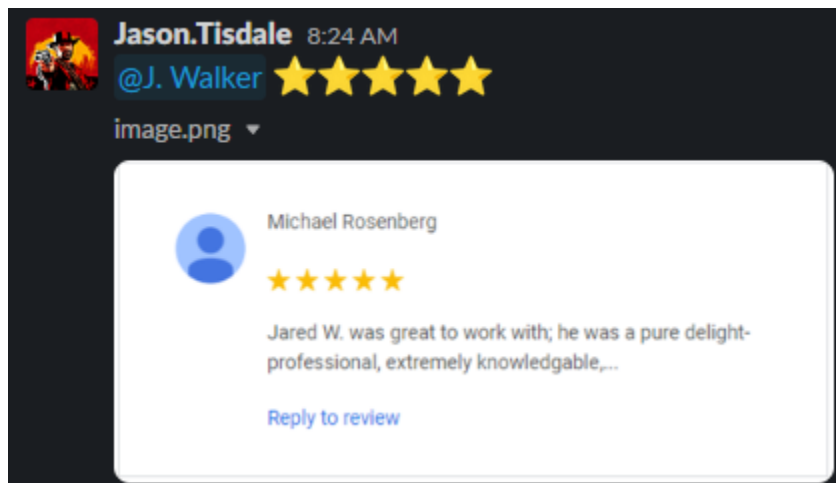 Jason.Tisdale 8:24 AM
@J. Walker
image.png
Michael Rosenberg
Jared W. was great to work with; he was a pure delight-
professional, extremely knowledgable,...
Reply to review